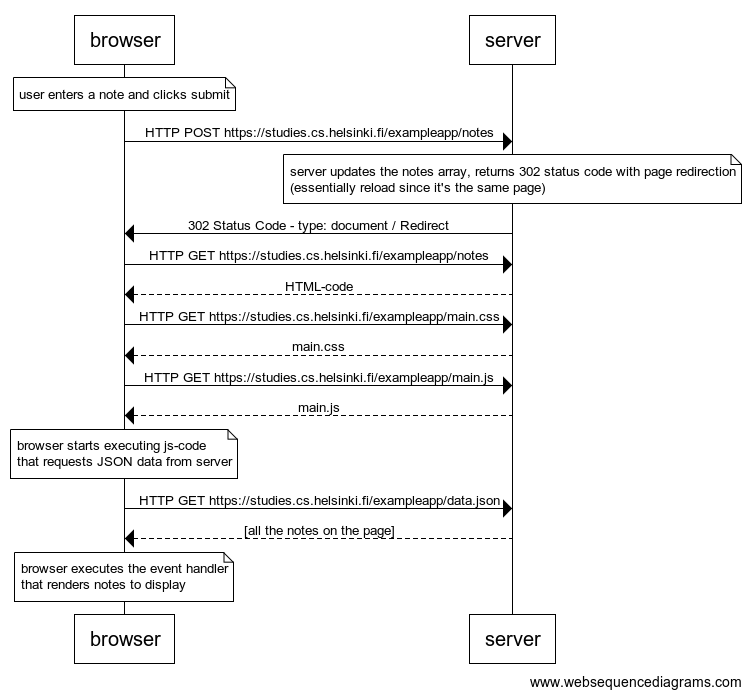 browser
server
user enters a note and clicks submit
HTTP POST https://studies.cs.helsinki.fi/exampleapp/notes
server updates the notes array, returns 302 status code with page redirection
(essentially reload since it's the same page)
302 Status Code - type: document / Redirect
HTTP GET https://studies.cs.helsinki.fi/exampleapp/notes
HTML-code
HTTP GET https://studies.cs.helsinki.fi/exampleapp/main.css
main.css
HTTP GET https://studies.cs.helsinki.fi/exampleapp/main.js
main.js
browser starts executing js-code
that requests JSON data from server
HTTP GET https://studies.cs.helsinki.fi/exampleapp/data.json
[all the notes on the page]
browser executes the event handler
that renders notes to display
browser
server
www.websequencediagrams.com